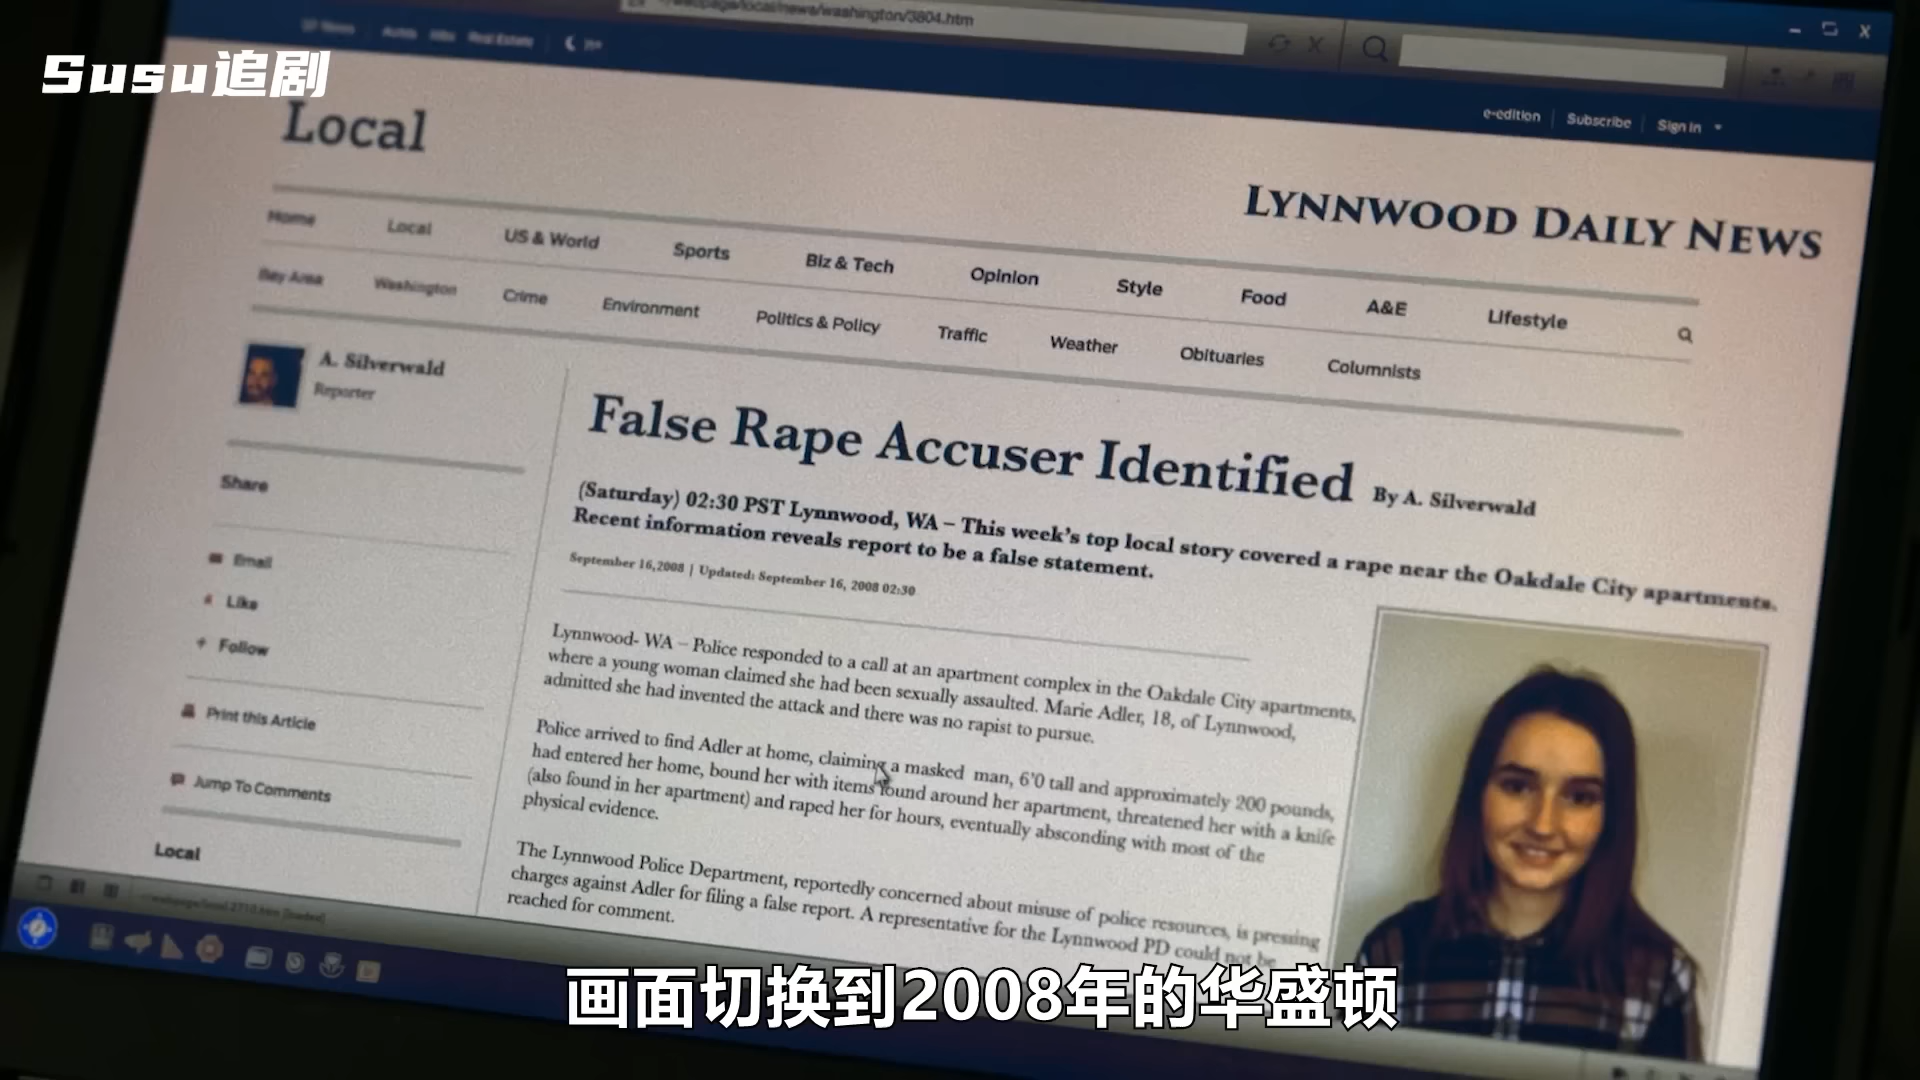 ~/webpage/local/news/washington/3804.htm
Susu追剧
e-edition
Subscribe
Sign in
Local
LYNNWOOD DAILY NEWS
Home
Local
US & World
Sports
Biz & Tech
Opinion
Style
Food
A&E
Lifestyle
Bay Area
Washington
Crime
Environment
Politics & Policy
Traffic
Weather
Obituaries
Columnists
A. Silverwald
Reporter
Share
Email
Like
Follow
Print this Article
Jump To Comments
Local
False Rape Accuser Identified By A. Silverwald
(Saturday) 02:30 PST Lynnwood, WA – This week's top local story covered a rape near the Oakdale City apartments.
Recent information reveals report to be a false statement.
September 16,2008 | Updated: September 16, 2008 02:30
Lynnwood- WA – Police responded to a call at an apartment complex in the Oakdale City apartments,
where a young woman claimed she had been sexually assaulted. Marie Adler, 18, of Lynnwood,
admitted she had invented the attack and there was no rapist to pursue.
Police arrived to find Adler at home, claiming a masked man, 6'0 tall and approximately 200 pounds,
had entered her home, bound her with items found around her apartment, threatened her with a knife
(also found in her apartment) and raped her for hours, eventually absconding with most of the
physical evidence.
The Lynnwood Police Department, reportedly concerned about misuse of police resources, is pressing
charges against Adler for filing a false report. A representative for the Lynnwood PD could not be
reached for comment.
画面切换到2008年的华盛顿